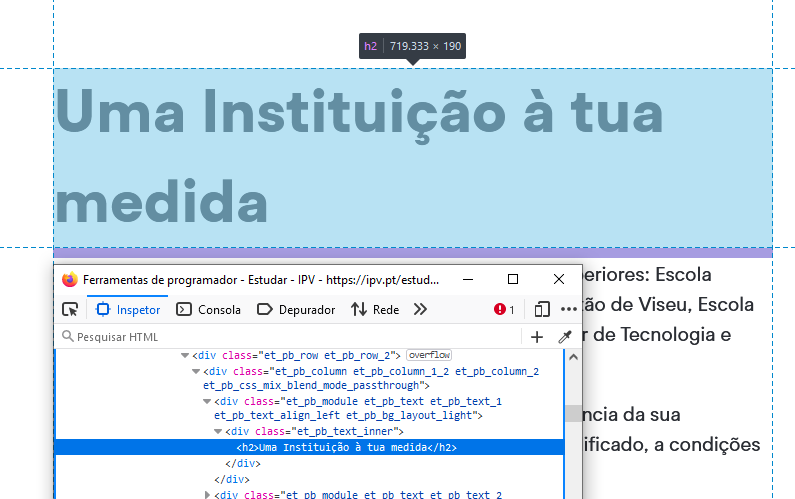 h2 719.333 × 190
Uma Instituição à tua
medida
Ferramentas de programador - Estudar - IPV - https://ipv.pt/estud...
periores: Escola
Inspetor Consola Depurador Rede 1
tão de Viseu, Escola
Pesquisar HTML
r de Tecnologia e
<div class="et_pb_row et_pb_row_2"> overflow
<div class="et_pb_column et_pb_column_1_2 et_pb_column_2
et_pb_css_mix_blend_mode_passthrough">
<div class="et_pb_module et_pb_text et_pb_text_1
et_pb_text_align_left et_pb_bg_layout_light">
ncia da sua
<div class="et_pb_text_inner">
<h2>Uma Instituição à tua medida</h2>
ificado, a condições
</div>
</div>
<div class="et_pb_module et_pb_text et_pb_text_2